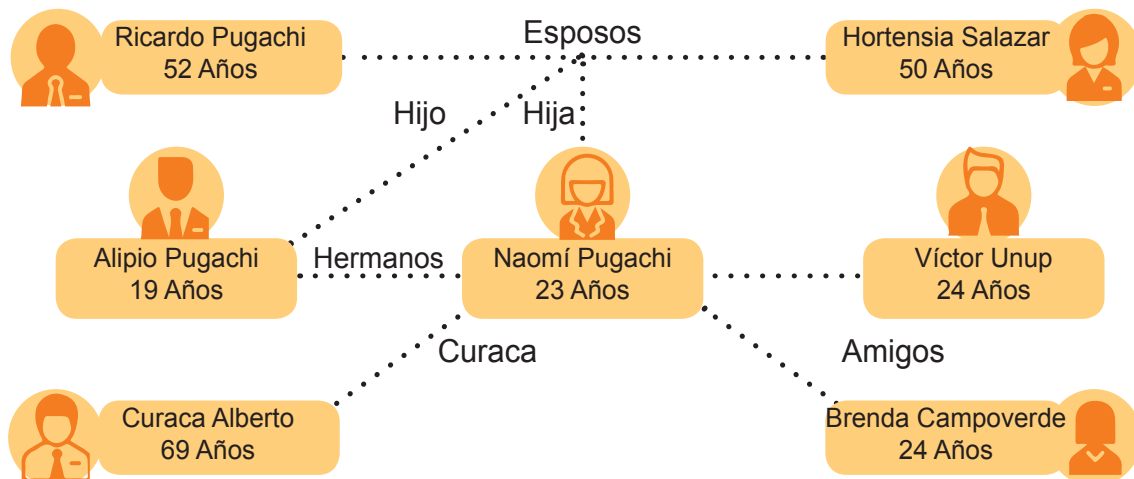 Ricardo Pugachi
52 Años
Esposos
Hortensia Salazar
50 Años
Hijo
Hija
Alipio Pugachi
19 Años
Hermanos
Naomí Pugachi
23 Años
Víctor Unup
24 Años
Curaca
Amigos
Curaca Alberto
69 Años
Brenda Campoverde
24 Años